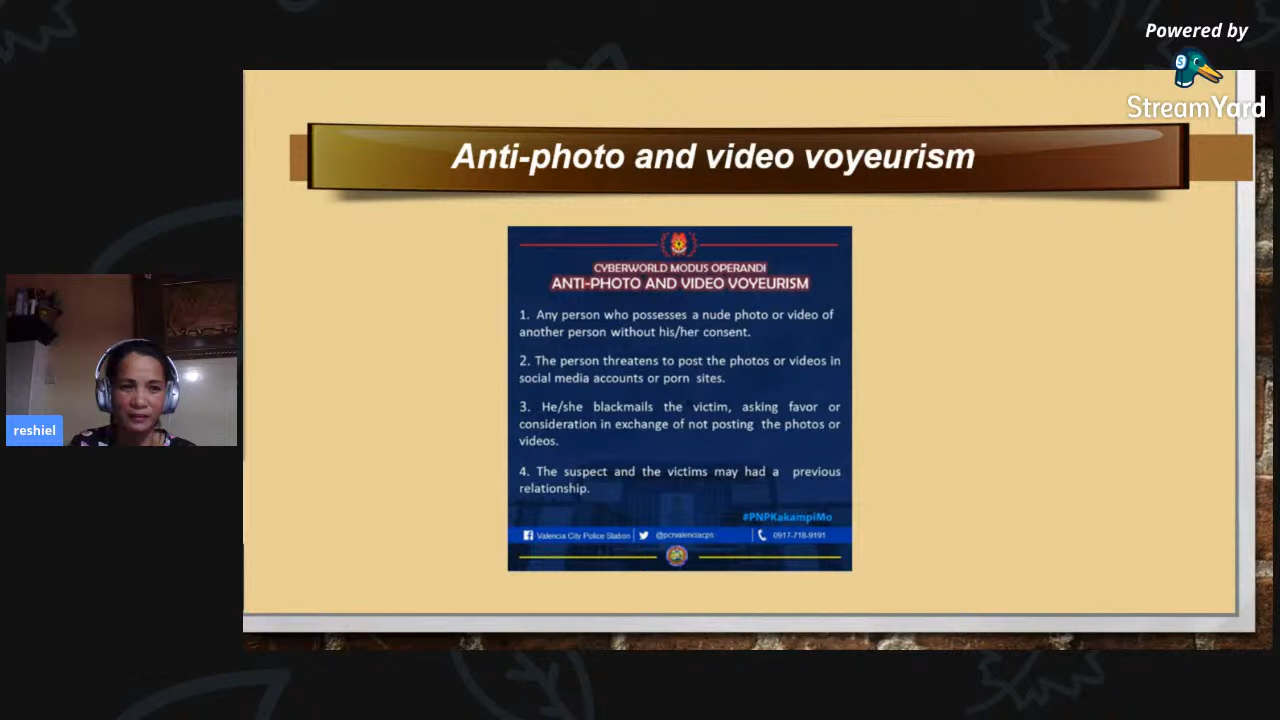 Powered by
StreamYard
Anti-photo and video voyeurism
CYBERWORLD MODUS OPERANDI
ANTI-PHOTO AND VIDEO VOYEURISM
1. Any person who possesses a nude photo or video of
another person without his/her consent.
2. The person threatens to post the photos or videos in
social media accounts or porn sites.
3. He/she blackmails the victim, asking favor or
consideration in exchange of not posting the photos or
videos.
4. The suspect and the victims may had a previous
relationship.
#PNPKakampiMo
Valencia City Police Station
@pcrvalenciacps
0917-718-9191
reshiel